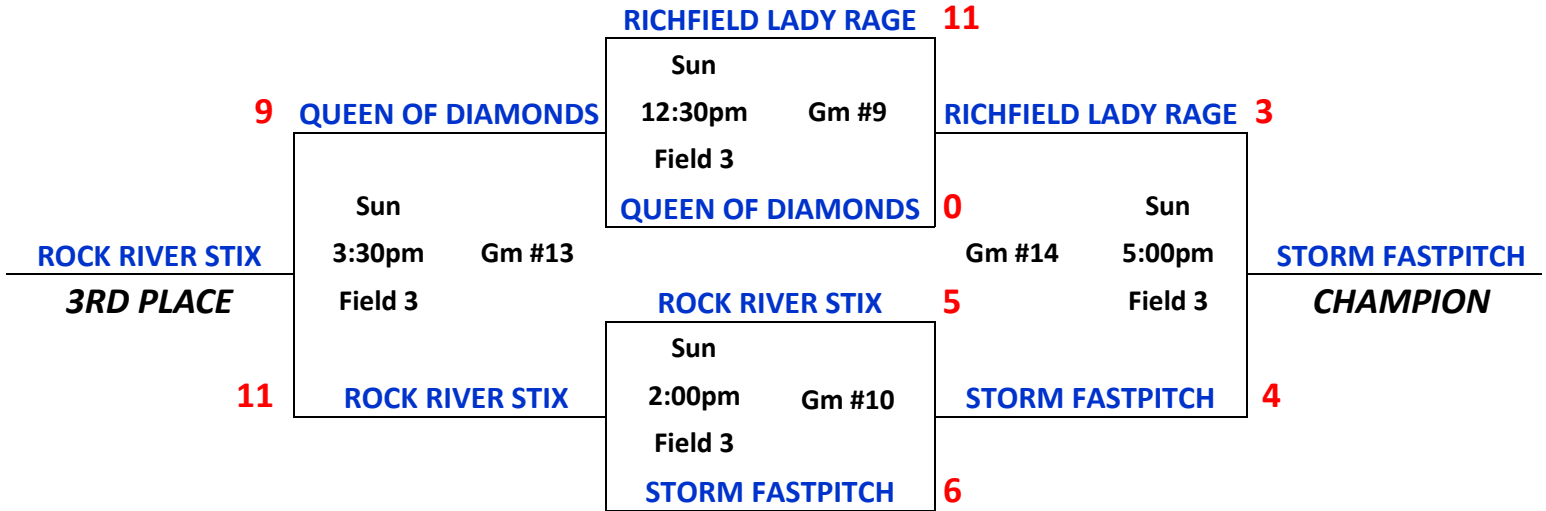 RICHFIELD LADY RAGE 11
Sun
9 QUEEN OF DIAMONDS 12:30pm Gm #9 RICHFIELD LADY RAGE 3
Field 3
Sun QUEEN OF DIAMONDS 0 Sun
ROCK RIVER STIX 3:30pm Gm #13 Gm #14 5:00pm STORM FASTPITCH
3RD PLACE Field 3 ROCK RIVER STIX 5 Field 3 CHAMPION
Sun
11 ROCK RIVER STIX 2:00pm Gm #10 STORM FASTPITCH 4
Field 3
STORM FASTPITCH 6